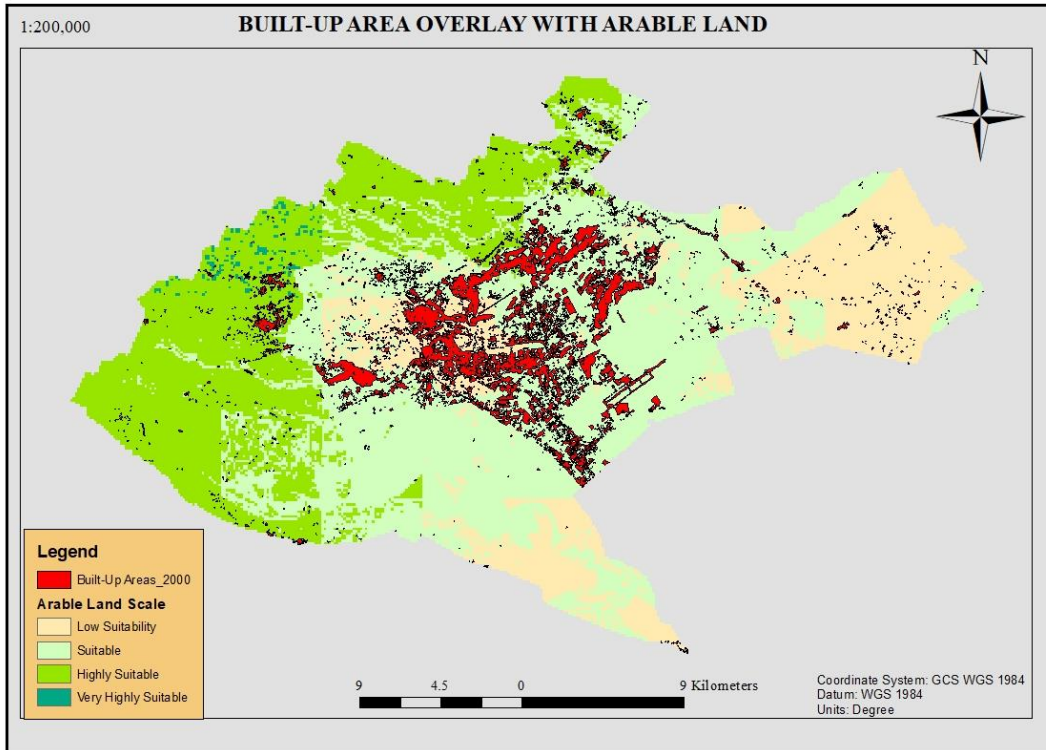 1:200,000
BUILT-UP AREA OVERLAY WITH ARABLE LAND
N
Legend
Built-Up Areas_2000
Arable Land Scale
Low Suitability
Suitable
Highly Suitable
Very Highly Suitable
9 4.5 0 9 Kilometers
Coordinate System: GCS WGS 1984
Datum: WGS 1984
Units: Degree